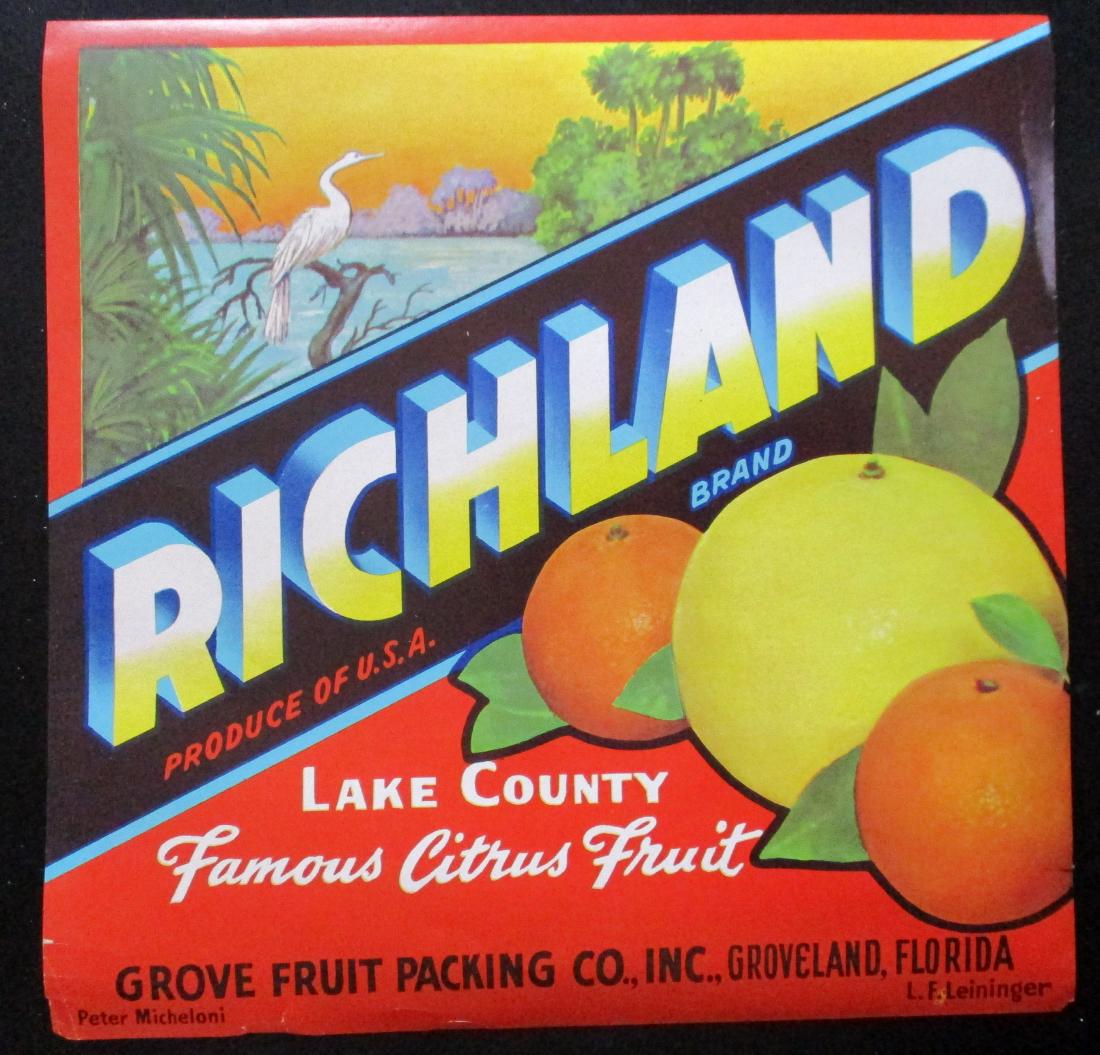 RICHLAND
BRAND
PRODUCE OF U.S.A.
LAKE COUNTY
Famous Citrus Fruit
GROVE FRUIT PACKING CO., INC., GROVELAND, FLORIDA
Peter Micheloni
L. F. Leininger